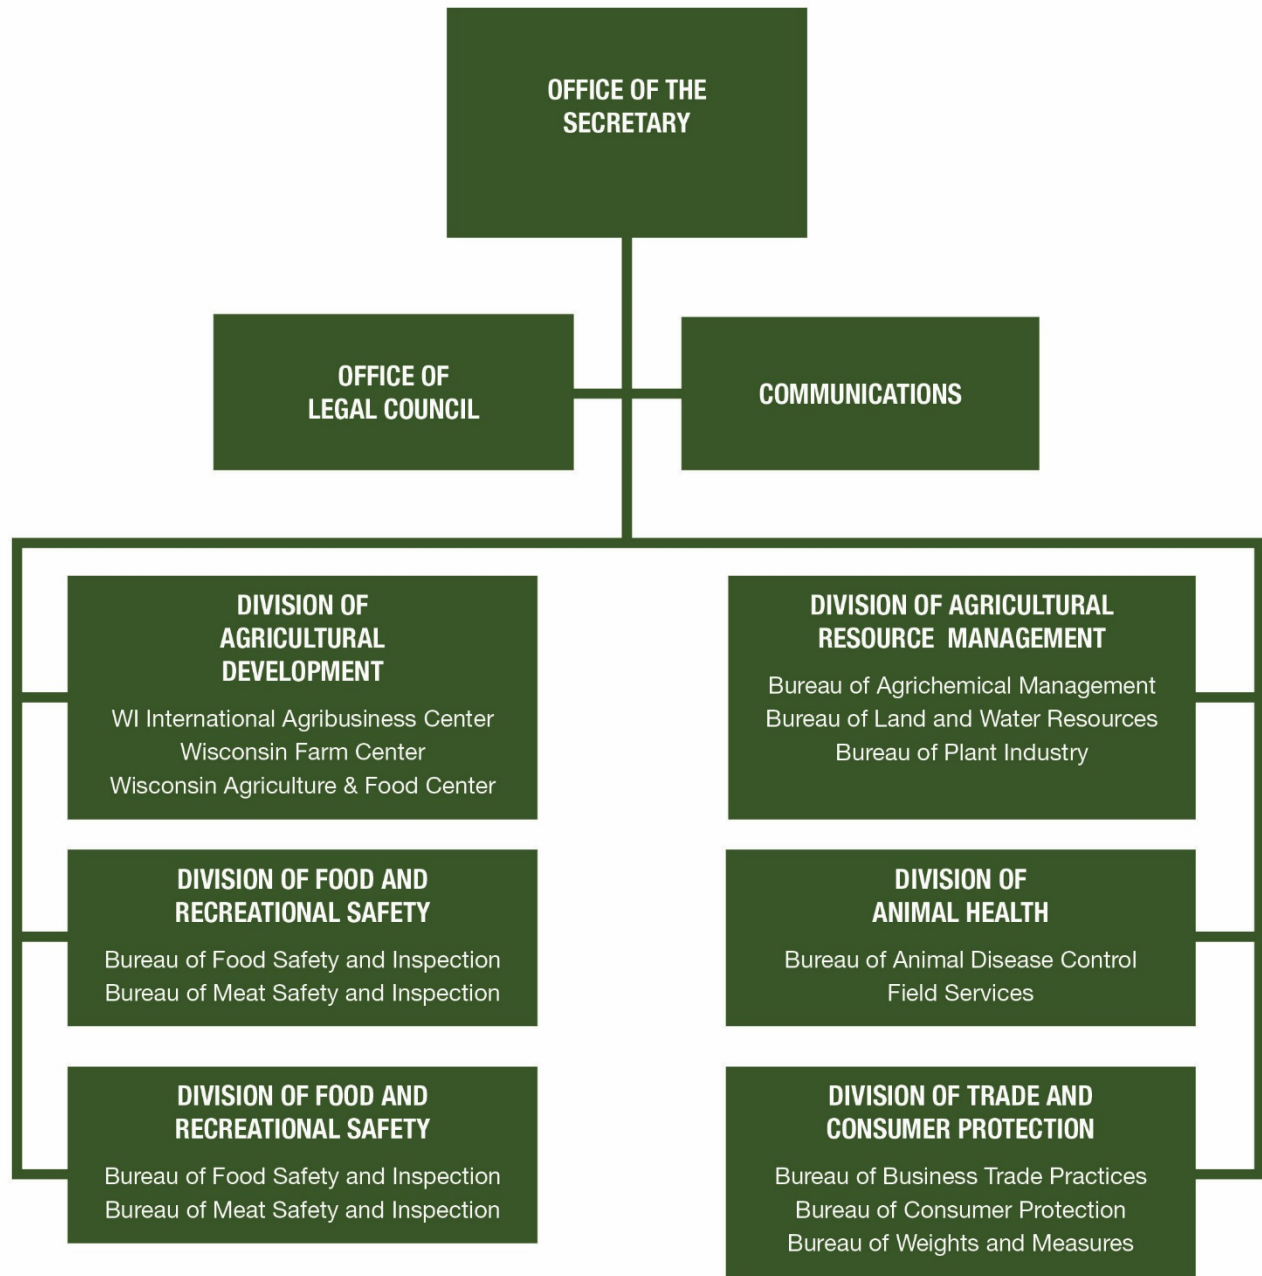 OFFICE OF THE
SECRETARY
OFFICE OF
LEGAL COUNCIL
COMMUNICATIONS
DIVISION OF
AGRICULTURAL
DEVELOPMENT
WI International Agribusiness Center
Wisconsin Farm Center
Wisconsin Agriculture & Food Center
DIVISION OF AGRICULTURAL
RESOURCE MANAGEMENT
Bureau of Agrichemical Management
Bureau of Land and Water Resources
Bureau of Plant Industry
DIVISION OF FOOD AND
RECREATIONAL SAFETY
Bureau of Food Safety and Inspection
Bureau of Meat Safety and Inspection
DIVISION OF
ANIMAL HEALTH
Bureau of Animal Disease Control
Field Services
DIVISION OF FOOD AND
RECREATIONAL SAFETY
Bureau of Food Safety and Inspection
Bureau of Meat Safety and Inspection
DIVISION OF TRADE AND
CONSUMER PROTECTION
Bureau of Business Trade Practices
Bureau of Consumer Protection
Bureau of Weights and Measures